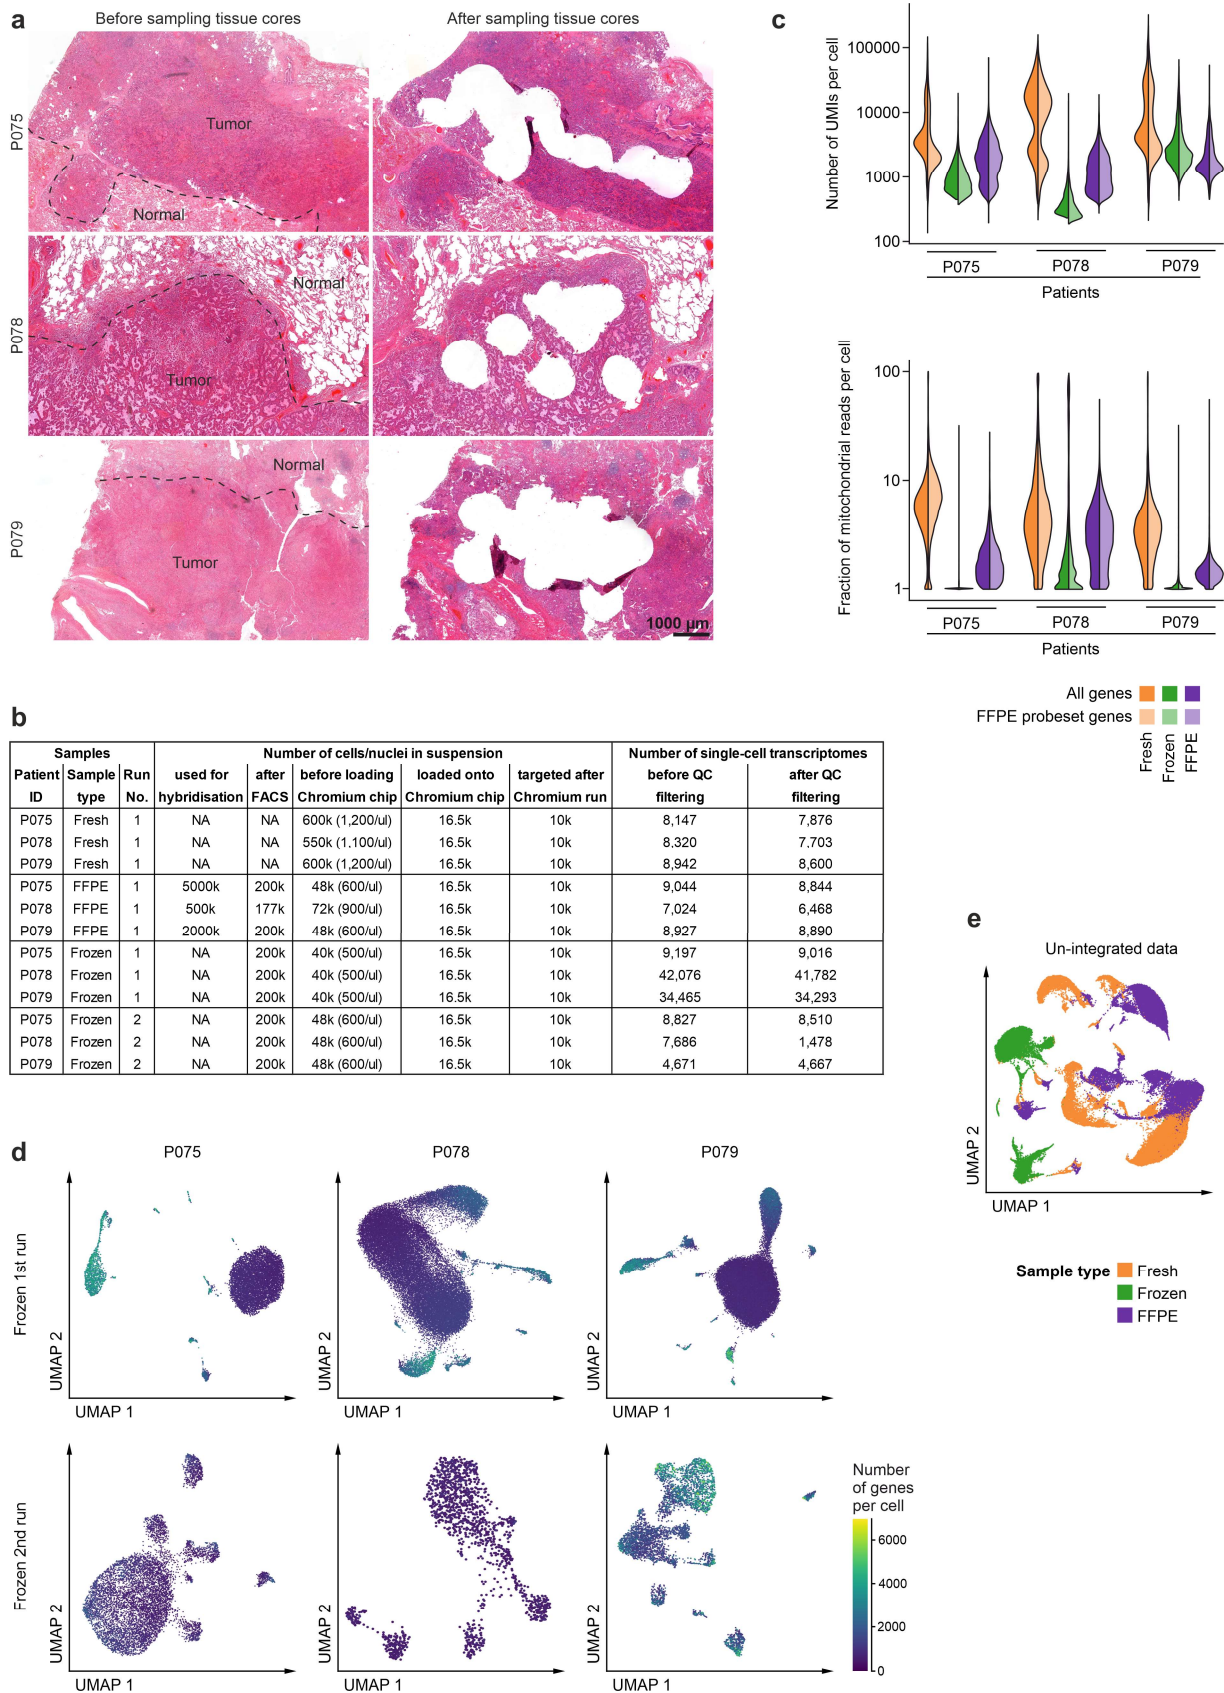 a
Before sampling tissue cores
After sampling tissue cores
P075
Tumor
Normal
P078
Normal
Tumor
P079
Normal
Tumor
1000 µm
b
Samples Number of cells/nuclei in suspension Number of single-cell transcriptomes
Patient Sample Run used for after before loading loaded onto targeted after before QC after QC
ID type No. hybridisation FACS Chromium chip Chromium chip Chromium run filtering filtering
P075 Fresh 1 NA NA 600k (1,200/ul) 16.5k 10k 8,147 7,876
P078 Fresh 1 NA NA 550k (1,100/ul) 16.5k 10k 8,320 7,703
P079 Fresh 1 NA NA 600k (1,200/ul) 16.5k 10k 8,942 8,600
P075 FFPE 1 5000k 200k 48k (600/ul) 16.5k 10k 9,044 8,844
P078 FFPE 1 500k 177k 72k (900/ul) 16.5k 10k 7,024 6,468
P079 FFPE 1 2000k 200k 48k (600/ul) 16.5k 10k 8,927 8,890
P075 Frozen 1 NA 200k 40k (500/ul) 16.5k 10k 9,197 9,016
P078 Frozen 1 NA 200k 40k (500/ul) 16.5k 10k 42,076 41,782
P079 Frozen 1 NA 200k 40k (500/ul) 16.5k 10k 34,465 34,293
P075 Frozen 2 NA 200k 48k (600/ul) 16.5k 10k 8,827 8,510
P078 Frozen 2 NA 200k 48k (600/ul) 16.5k 10k 7,686 1,478
P079 Frozen 2 NA 200k 48k (600/ul) 16.5k 10k 4,671 4,667
c
Number of UMIs per cell
100000
10000
1000
100
P075 P078 P079
Patients
Fraction of mitochondrial reads per cell
100
10
1
P075 P078 P079
Patients
All genes
FFPE probeset genes
Fresh
Frozen
FFPE
d
P075 P078 P079
Frozen 1st run
UMAP 2
UMAP 1
UMAP 2
UMAP 1
UMAP 2
UMAP 1
Frozen 2nd run
UMAP 2
UMAP 1
UMAP 2
UMAP 1
UMAP 2
UMAP 1
Number
of genes
per cell
6000
4000
2000
0
e
Un-integrated data
UMAP 2
UMAP 1
Sample type
Fresh
Frozen
FFPE